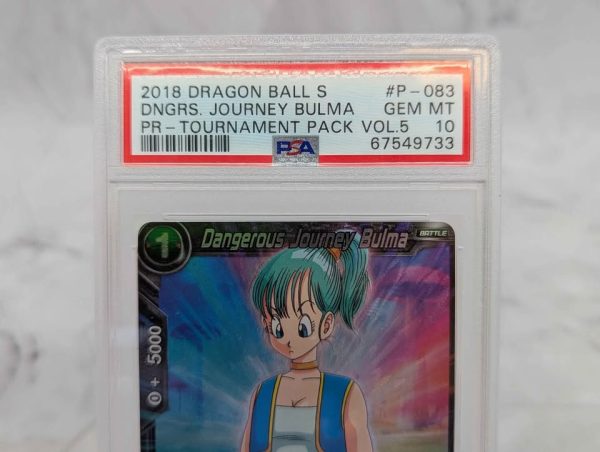 2018 DRAGON BALL S #P-083
DNGRS. JOURNEY BULMA GEM MT
PR-TOURNAMENT PACK VOL.5 10
PSA 67549733
1 Dangerous Journey Bulma BATTLE
0 + 5000